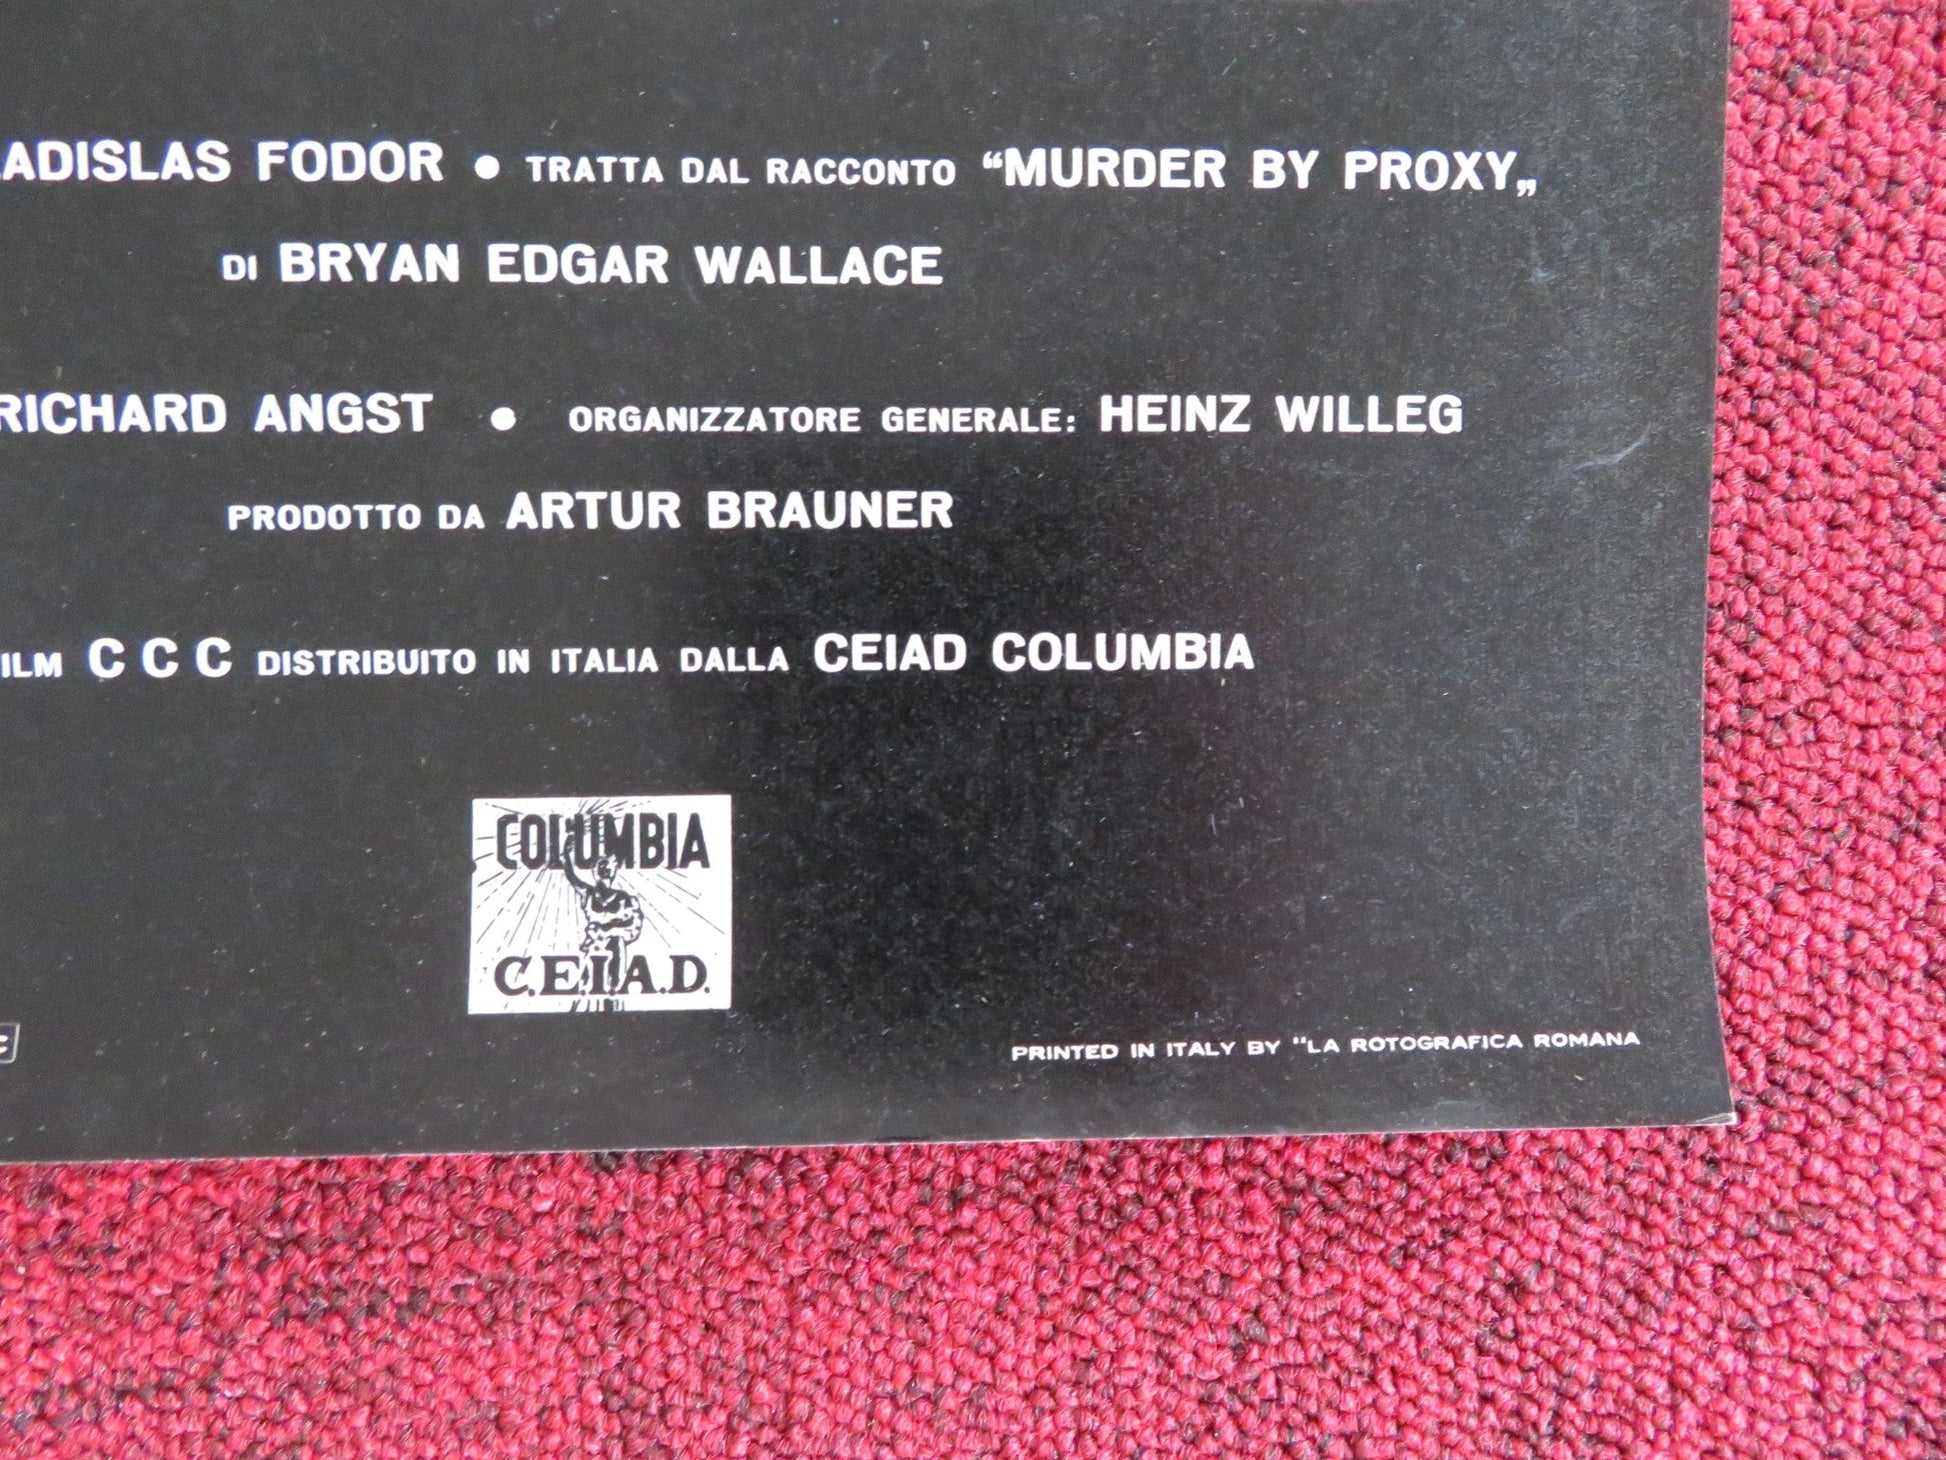 ADISLAS FODOR • TRATTA DAL RACCONTO “MURDER BY PROXY„
DI BRYAN EDGAR WALLACE
RICHARD ANGST • ORGANIZZATORE GENERALE: HEINZ WILLEG
PRODOTTO DA ARTUR BRAUNER
ILM C C C DISTRIBUITO IN ITALIA DALLA CEIAD COLUMBIA
COLUMBIA
C.E.I.A.D.
PRINTED IN ITALY BY "LA ROTOGRAFICA ROMANA